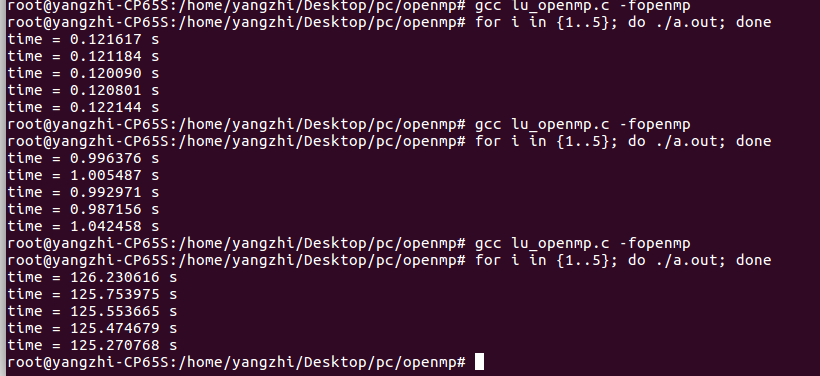 root@yangzhi-CP65S:/home/yangzhi/Desktop/pc/openmp# gcc lu_openmp.c -fopenmp
root@yangzhi-CP65S:/home/yangzhi/Desktop/pc/openmp# for i in {1..5}; do ./a.out; done
time = 0.121617 s
time = 0.121184 s
time = 0.120090 s
time = 0.120801 s
time = 0.122144 s
root@yangzhi-CP65S:/home/yangzhi/Desktop/pc/openmp# gcc lu_openmp.c -fopenmp
root@yangzhi-CP65S:/home/yangzhi/Desktop/pc/openmp# for i in {1..5}; do ./a.out; done
time = 0.996376 s
time = 1.005487 s
time = 0.992971 s
time = 0.987156 s
time = 1.042458 s
root@yangzhi-CP65S:/home/yangzhi/Desktop/pc/openmp# gcc lu_openmp.c -fopenmp
root@yangzhi-CP65S:/home/yangzhi/Desktop/pc/openmp# for i in {1..5}; do ./a.out; done
time = 126.230616 s
time = 125.753975 s
time = 125.553665 s
time = 125.474679 s
time = 125.270768 s
root@yangzhi-CP65S:/home/yangzhi/Desktop/pc/openmp#